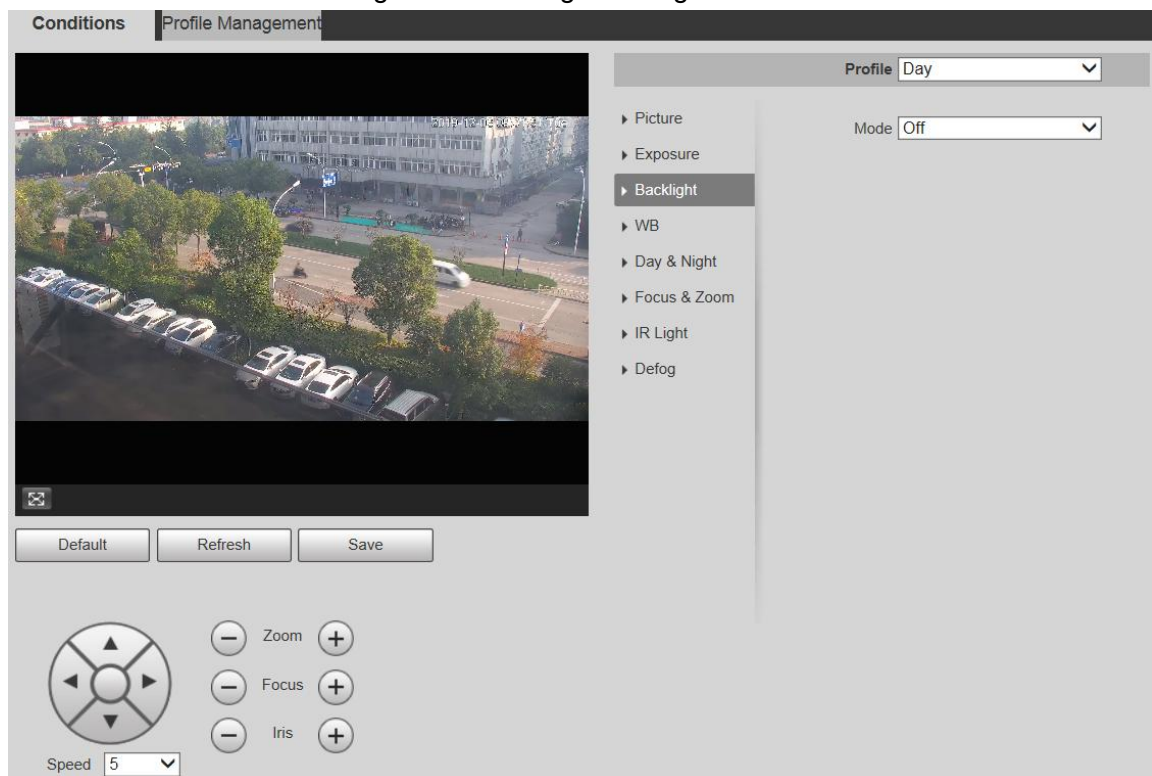 Conditions
Profile Management
Profile Day
Picture
Mode Off
Exposure
Backlight
WB
Day & Night
Focus & Zoom
IR Light
Defog
Default
Refresh
Save
Zoom
Focus
Iris
Speed 5